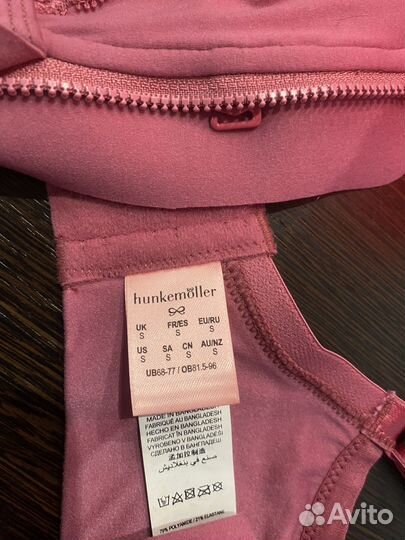 hunkemöller
UK FR/ES EU/RU
S S S
US SA CN AU/NZ
S S S S
UB68-77 / OB81.5-96
MADE IN BANGLADESH
FABRIQUÉ AU BANGLADESH
HECHO EN BANGLADESH
VYROBENO V BANGLADÉŠI
СДЕЛАНО В БАНГЛАДЕШ
孟加拉制造
صنع في بنغلاديش
79% POLYAMIDE / 21% ELASTANE
Avito